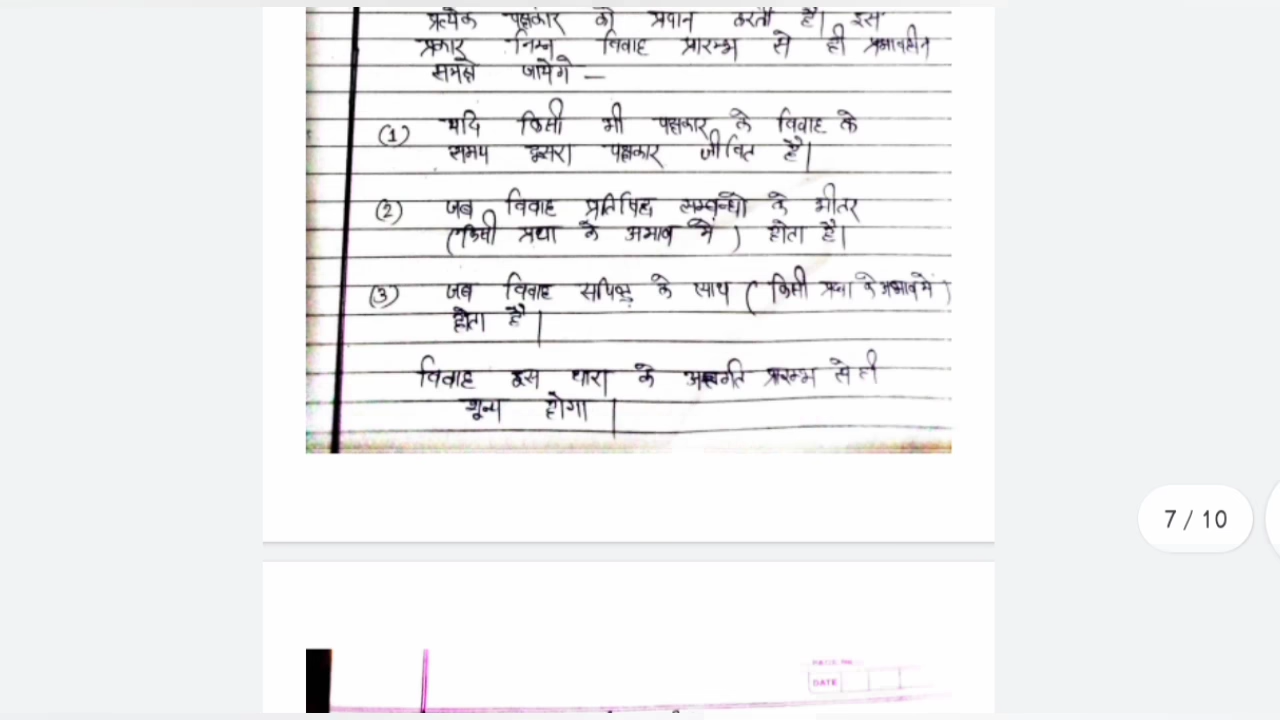 प्रत्येक पक्षकार को प्रदान करती है। इस
प्रकार निम्न विवाह प्रारम्भ से ही प्रभावहीन
समझे जायेगे —
(1) यदि किसी भी पक्षकार के विवाह के
समय दूसरा पक्षकार जीवित है।
(2) जब विवाह प्रतिषिद्ध सम्बन्धो के भीतर
(किसी प्रथा के अभाव में) होता है।
(3) जब विवाह सपिण्ड के साथ (किसी प्रथा के अभाव में)
होता है।
विवाह इस धारा के अन्तर्गत प्रारम्भ से ही
शून्य होगा।
7 / 10
PAGE No
DATE